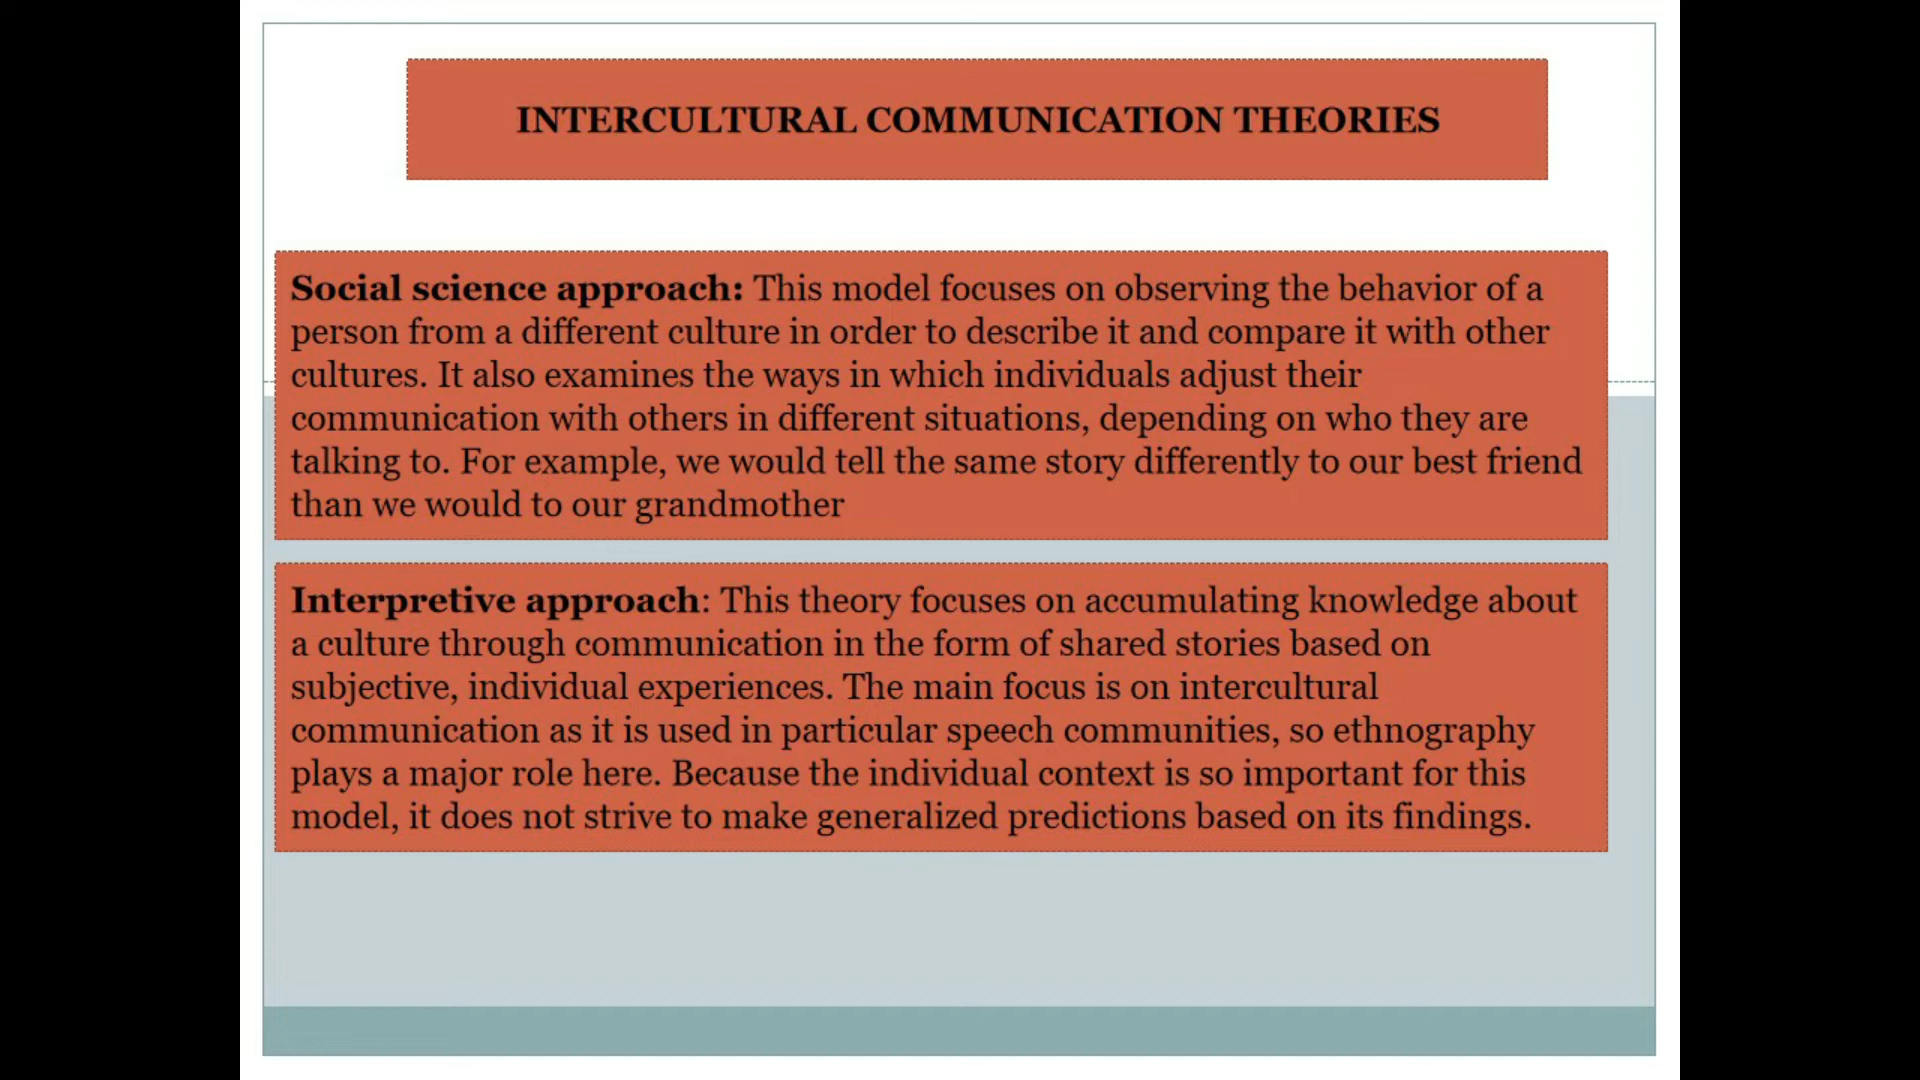 INTERCULTURAL COMMUNICATION THEORIES
Social science approach: This model focuses on observing the behavior of a
person from a different culture in order to describe it and compare it with other
cultures. It also examines the ways in which individuals adjust their
communication with others in different situations, depending on who they are
talking to. For example, we would tell the same story differently to our best friend
than we would to our grandmother
Interpretive approach: This theory focuses on accumulating knowledge about
a culture through communication in the form of shared stories based on
subjective, individual experiences. The main focus is on intercultural
communication as it is used in particular speech communities, so ethnography
plays a major role here. Because the individual context is so important for this
model, it does not strive to make generalized predictions based on its findings.